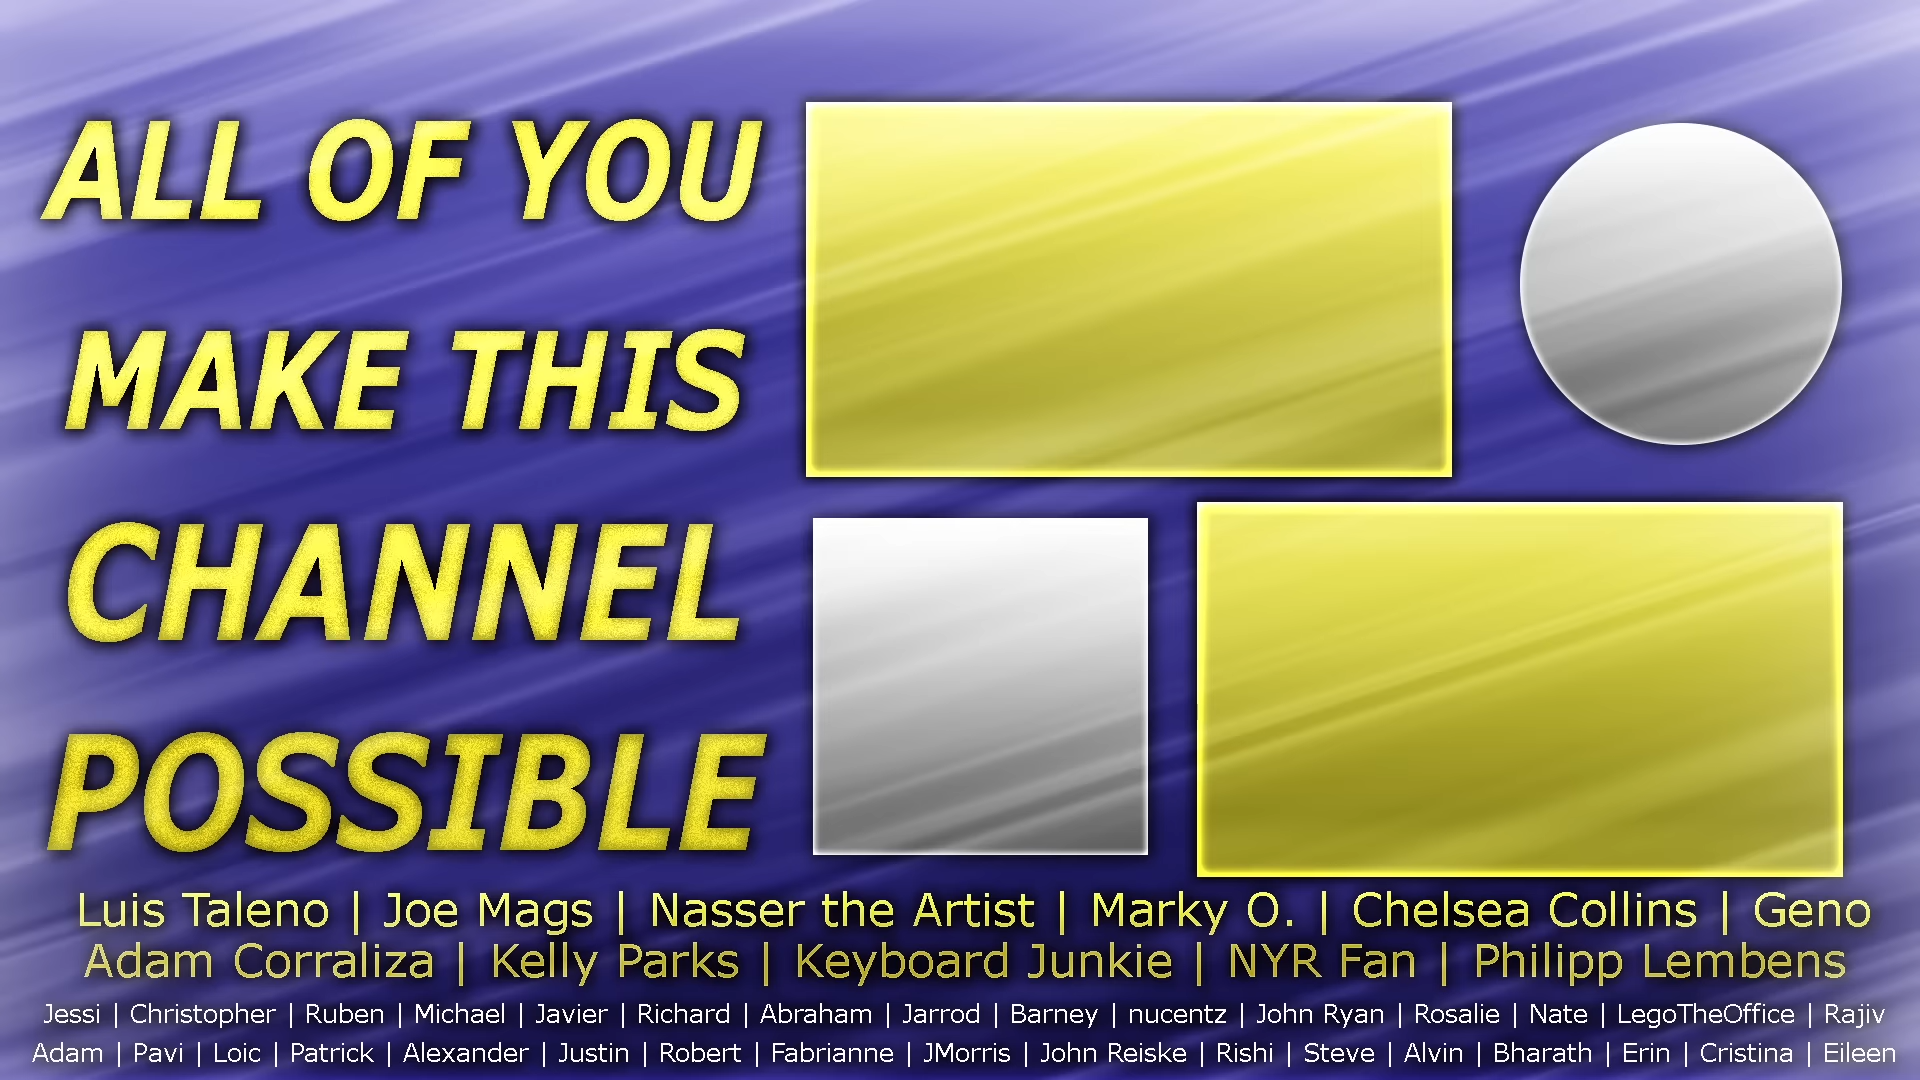 ALL OF YOU
MAKE THIS
CHANNEL
POSSIBLE
Luis Taleno | Joe Mags | Nasser the Artist | Marky O. | Chelsea Collins | Geno
Adam Corraliza | Kelly Parks | Keyboard Junkie | NYR Fan | Philipp Lembens
Jessi | Christopher | Ruben | Michael | Javier | Richard | Abraham | Jarrod | Barney | nucentz | John Ryan | Rosalie | Nate | LegoTheOffice | Rajiv
Adam | Pavi | Loic | Patrick | Alexander | Justin | Robert | Fabrianne | JMorris | John Reiske | Rishi | Steve | Alvin | Bharath | Erin | Cristina | Eileen